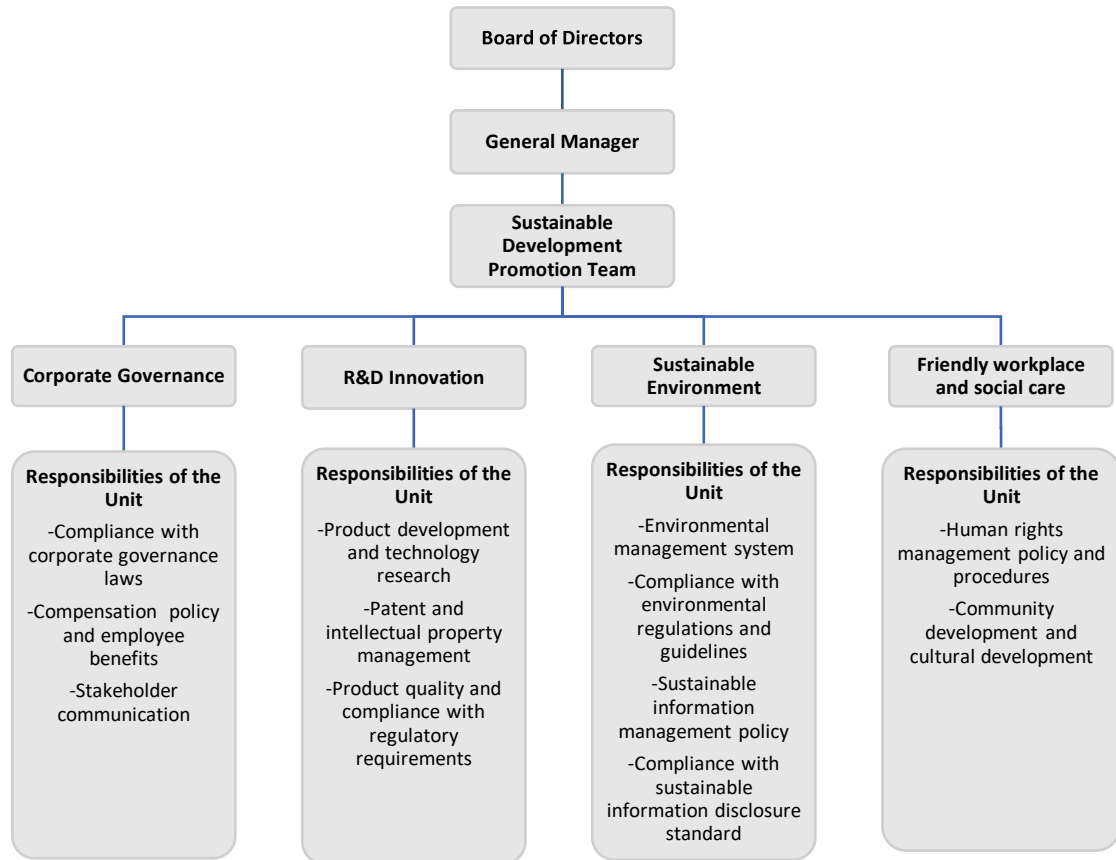 Board of Directors
General Manager
Sustainable
Development
Promotion Team
Corporate Governance
R&D Innovation
Sustainable
Environment
Friendly workplace
and social care
Responsibilities of the
Unit
-Compliance with
corporate governance
laws
-Compensation policy
and employee
benefits
-Stakeholder
communication
Responsibilities of the
Unit
-Product development
and technology
research
-Patent and
intellectual property
management
-Product quality and
compliance with
regulatory
requirements
Responsibilities of the
Unit
-Environmental
management system
-Compliance with
environmental
regulations and
guidelines
-Sustainable
information
management policy
-Compliance with
sustainable
information disclosure
standard
Responsibilities of the
Unit
-Human rights
management policy and
procedures
-Community
development and
cultural development